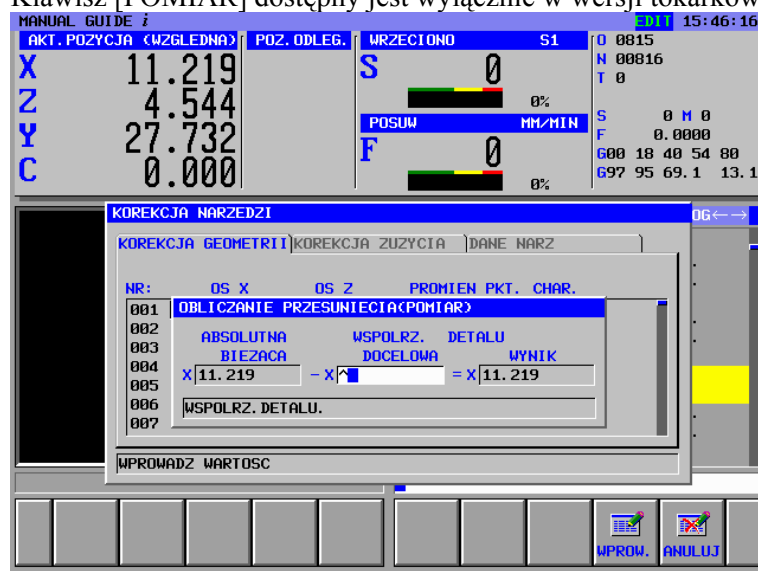 Klawisz [POMIAR] dostępny jest wyłącznie w wersji tokarkow
MANUAL GUIDE i EDIT 15:46:16
AKT.POZYCJA (WZGLEDNA) POZ.ODLEG. WRZECIONO S1 O 0815
X 11.219 S 0 N 00816
T 0
Z 4.544 0%
POSUW MM/MIN S 0 M 0
Y 27.732 F 0 F 0.0000
G00 18 40 54 80
C 0.000 0% G97 95 69.1 13.1
KOREKCJA NARZEDZI OG←→
KOREKCJA GEOMETRII KOREKCJA ZUZYCIA DANE NARZ
NR: OS X OS Z PROMIEN PKT. CHAR.
001 OBLICZANIE PRZESUNIECIA(POMIAR)
002
ABSOLUTNA WSPOLRZ. DETALU
003
BIEZACA DOCELOWA WYNIK
004
X 11.219 - X ^ = X 11.219
005
006 WSPOLRZ.DETALU.
007
WPROWADZ WARTOSC
WPROW. ANULUJ